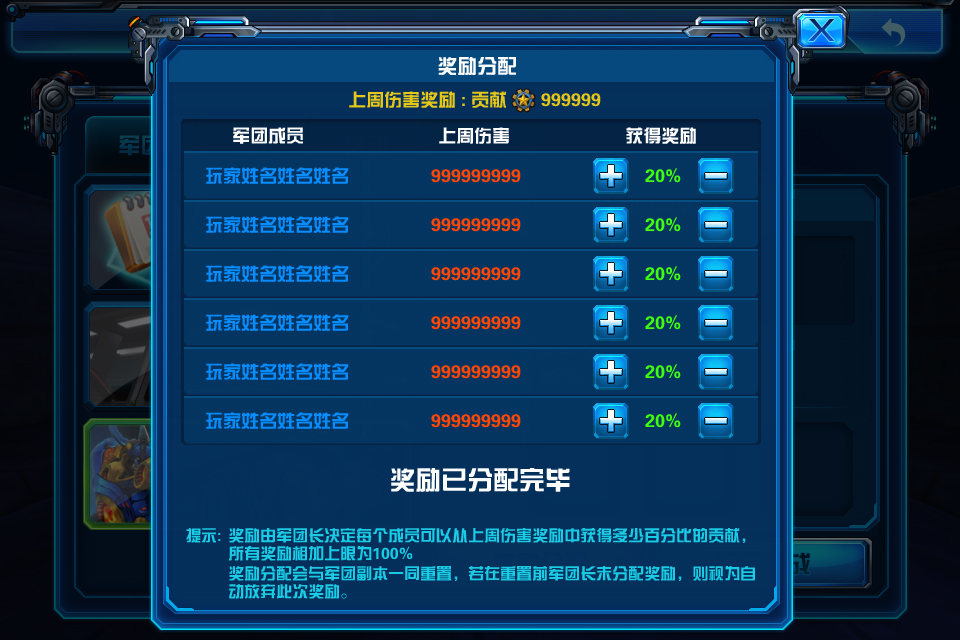 奖励分配
上周伤害奖励：贡献 999999
军团成员 上周伤害 获得奖励
玩家姓名姓名姓名 999999999 20%
玩家姓名姓名姓名 999999999 20%
玩家姓名姓名姓名 999999999 20%
玩家姓名姓名姓名 999999999 20%
玩家姓名姓名姓名 999999999 20%
玩家姓名姓名姓名 999999999 20%
奖励已分配完毕
提示：奖励由军团长决定每个成员可以从上周伤害奖励中获得多少百分比的贡献，
所有奖励相加上限为100%
奖励分配会与军团副本一同重置，若在重置前军团长未分配奖励，则视为自
动放弃此次奖励。